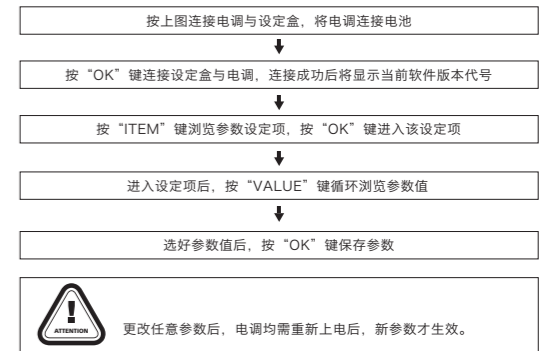 按上图连接电调与设定盒，将电调连接电池
按“OK”键连接设定盒与电调，连接成功后将显示当前软件版本代号
按“ITEM”键浏览参数设定项，按“OK”键进入该设定项
进入设定项后，按“VALUE”键循环浏览参数值
选好参数值后，按“OK”键保存参数
ATTENTION
更改任意参数后，电调均需重新上电后，新参数才生效。